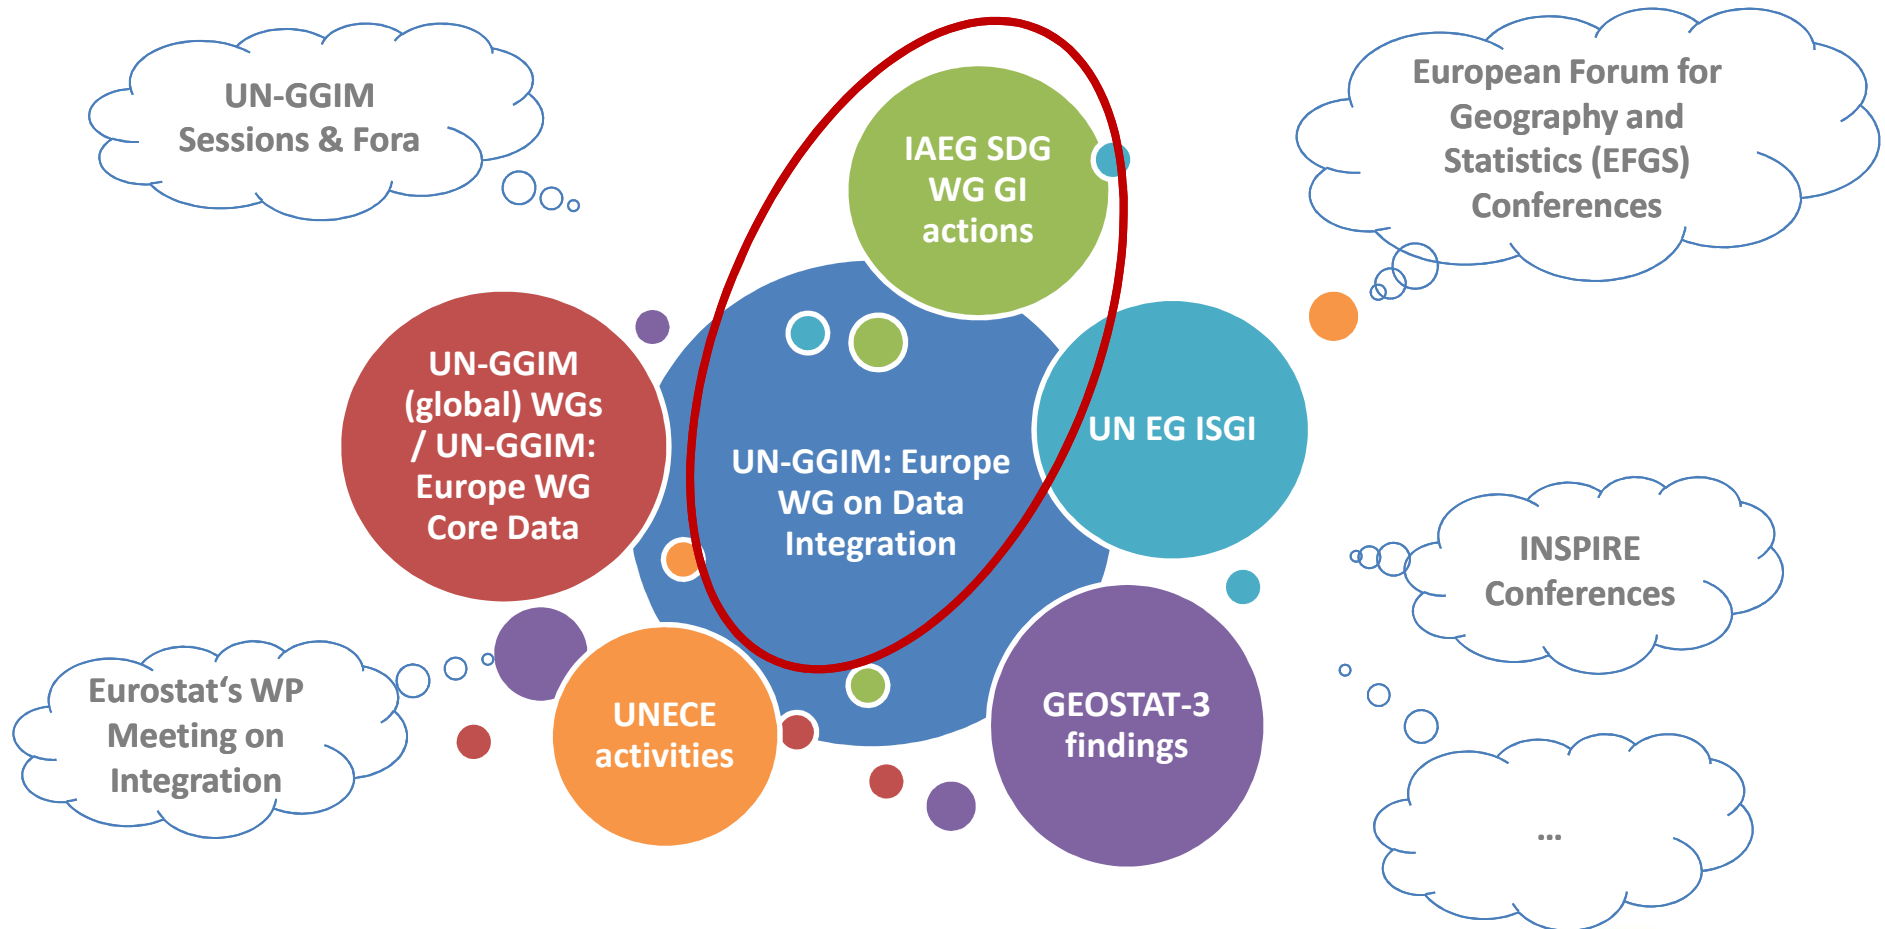 UN-GGIM
Sessions & Fora
European Forum for
Geography and
Statistics (EFGS)
Conferences
IAEG SDG
WG GI
actions
UN-GGIM
(global) WGs
/ UN-GGIM:
Europe WG
Core Data
UN-GGIM: Europe
WG on Data
Integration
UN EG ISGI
INSPIRE
Conferences
Eurostat‘s WP
Meeting on
Integration
UNECE
activities
GEOSTAT-3
findings
...